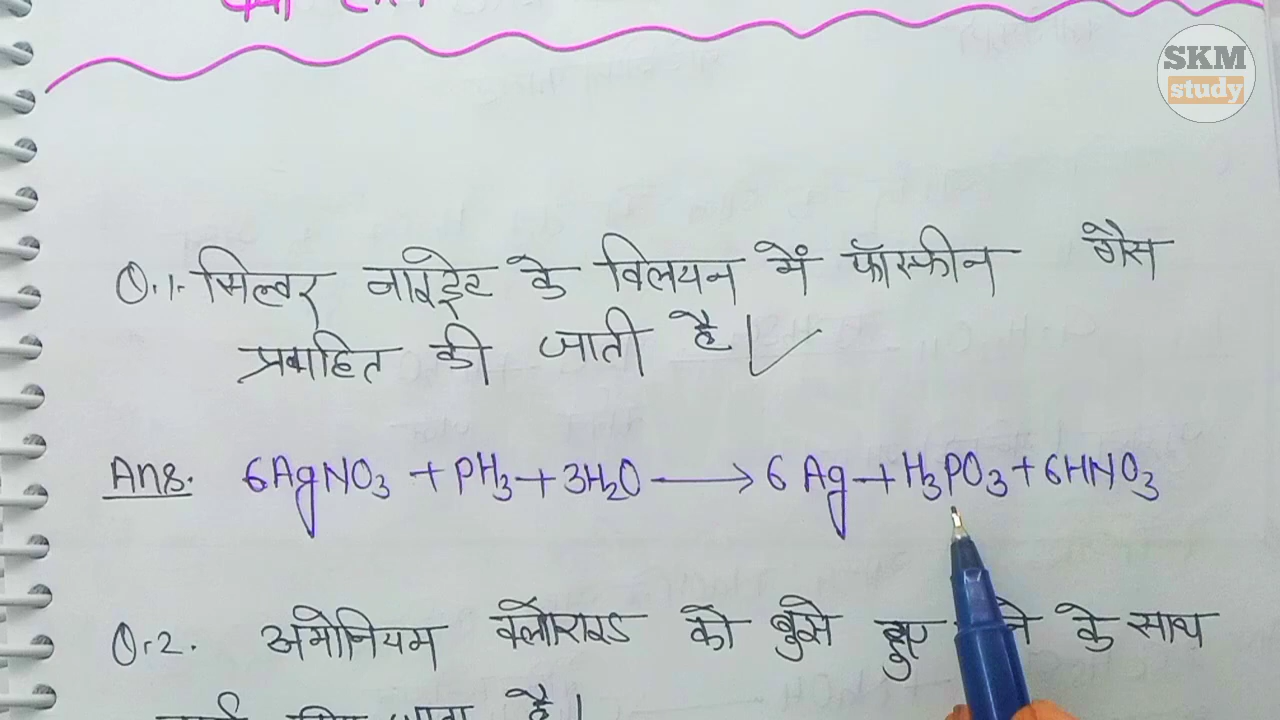 SKM
study
Q.1. सिल्वर नाइट्रेट के विलयन में फॉस्फीन गैस
प्रवाहित की जाती है।
Ans. 6AgNO₃ + PH₃ + 3H₂O ⟶ 6Ag + H₃PO₃ + 6HNO₃
Q.2. अमोनियम क्लोराइड को बुझे हुए के साथ
है।